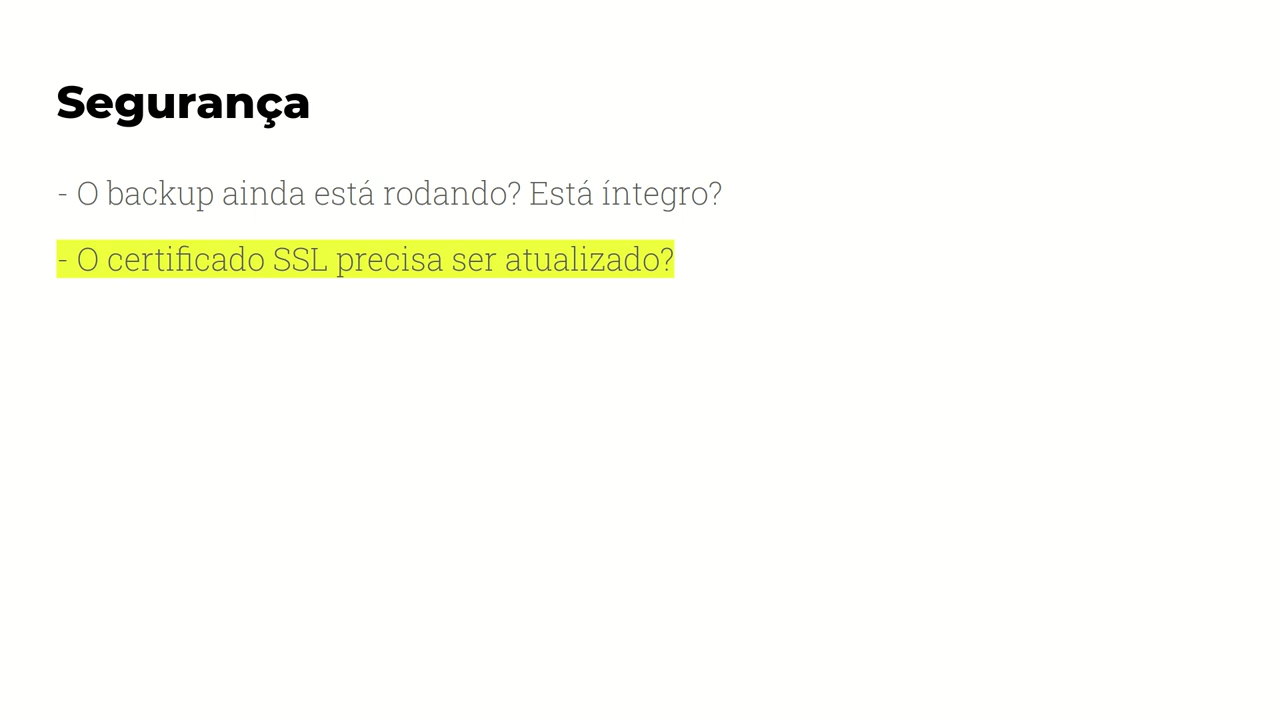 Segurança
- O backup ainda está rodando? Está íntegro?
- O certificado SSL precisa ser atualizado?